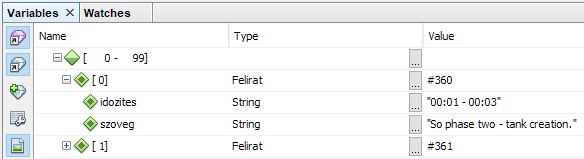 Variables Watches
Name Type Value
[ 0 - 99] ...
[ 0] Felirat ... #360
idozites String ... "00:01 - 00:03"
szoveg String ... "So phase two - tank creation."
[ 1] Felirat ... #361